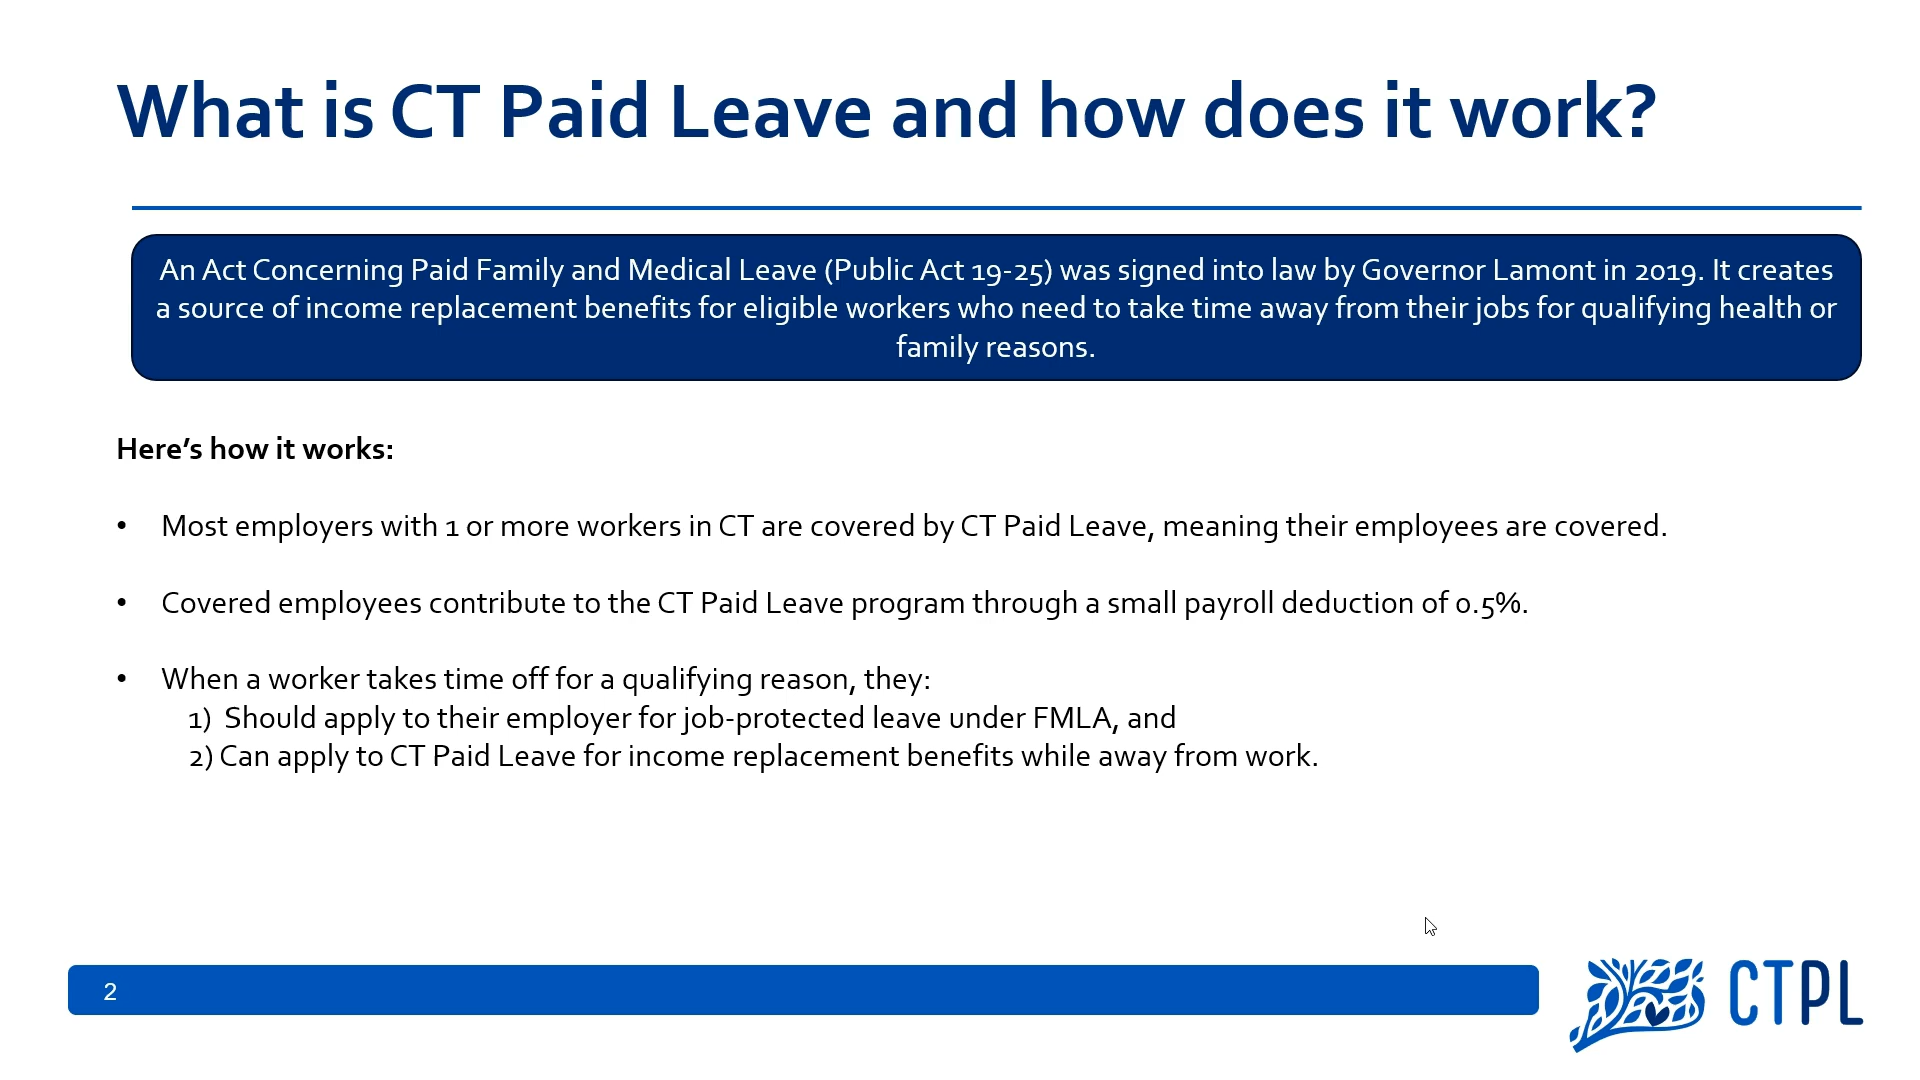 What is CT Paid Leave and how does it work?
An Act Concerning Paid Family and Medical Leave (Public Act 19-25) was signed into law by Governor Lamont in 2019. It creates
a source of income replacement benefits for eligible workers who need to take time away from their jobs for qualifying health or
family reasons.
Here’s how it works:
• Most employers with 1 or more workers in CT are covered by CT Paid Leave, meaning their employees are covered.
• Covered employees contribute to the CT Paid Leave program through a small payroll deduction of 0.5%.
• When a worker takes time off for a qualifying reason, they:
1) Should apply to their employer for job-protected leave under FMLA, and
2) Can apply to CT Paid Leave for income replacement benefits while away from work.
2
CTPL